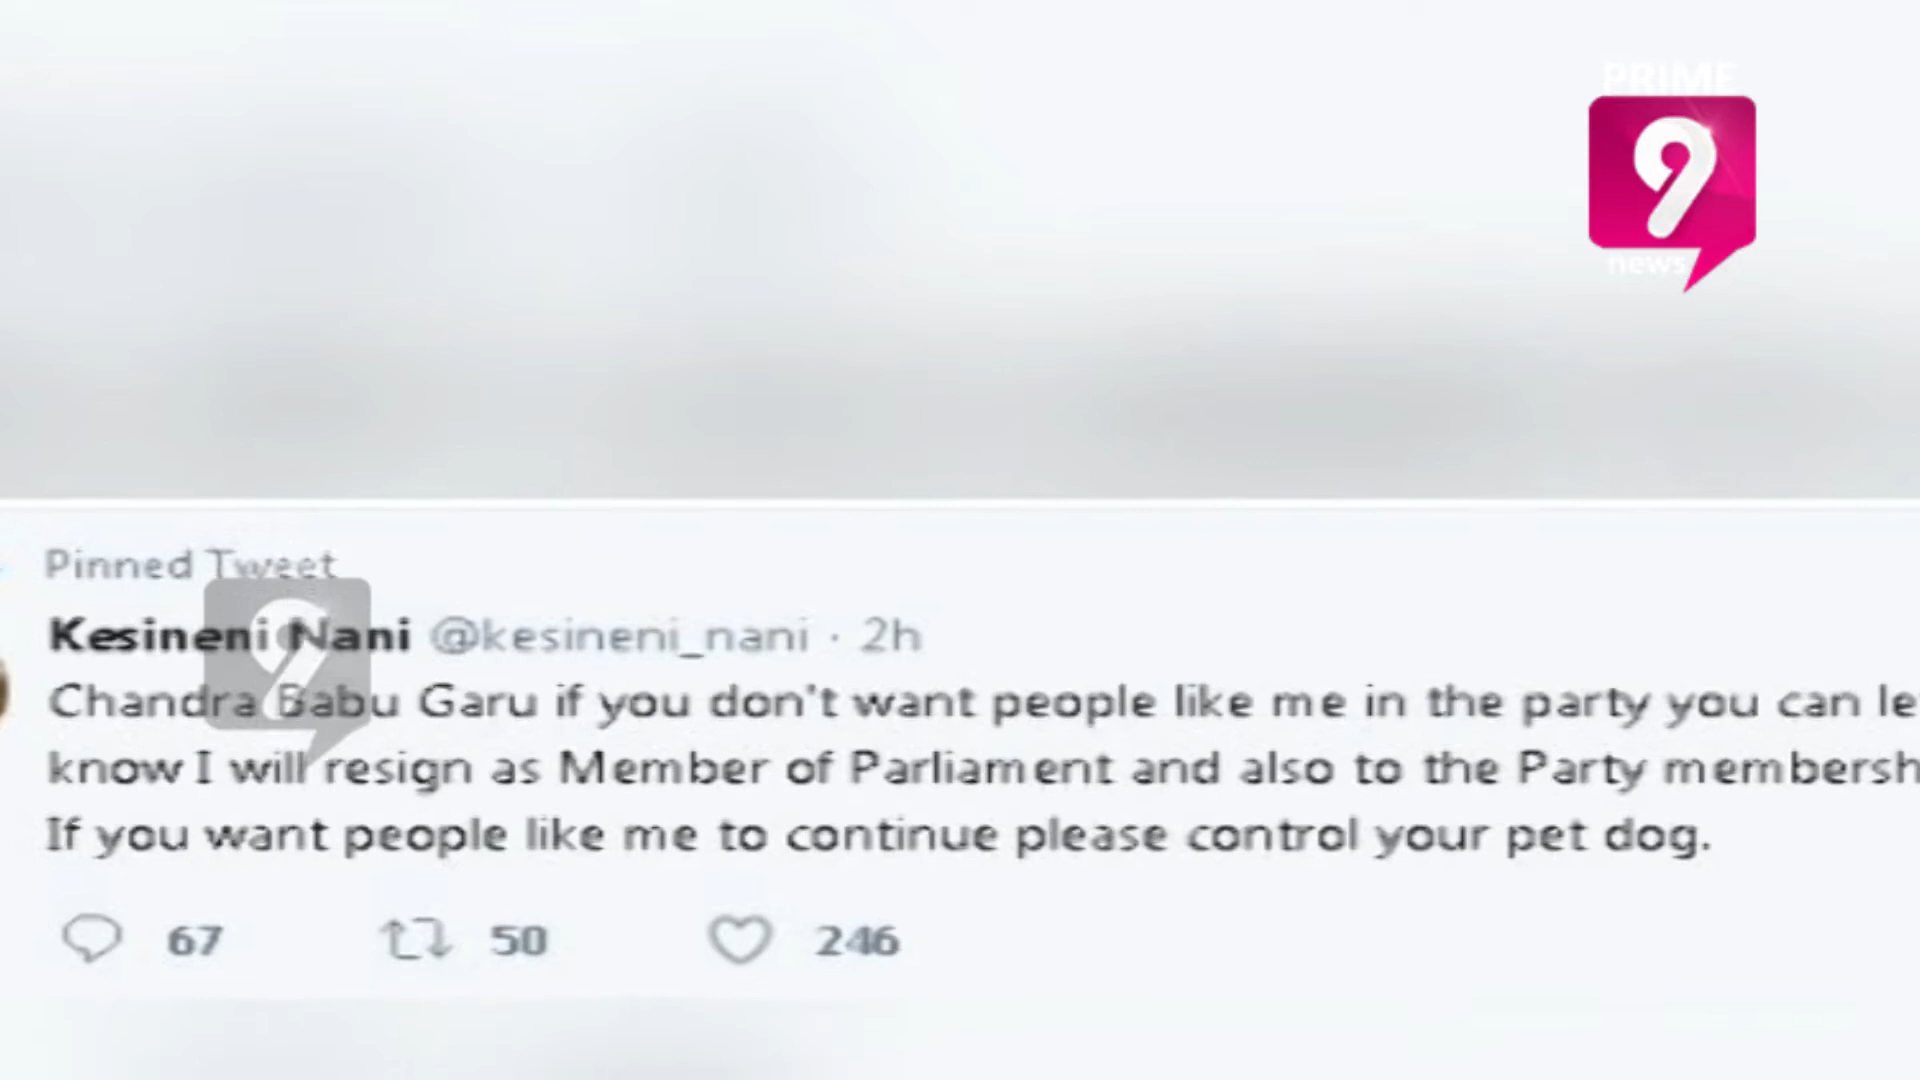 PRIME
9
news
Pinned Tweet
Kesineni Nani @kesineni_nani · 2h
Chandra Babu Garu if you don't want people like me in the party you can le
know I will resign as Member of Parliament and also to the Party membersh
If you want people like me to continue please control your pet dog.
67 50 246